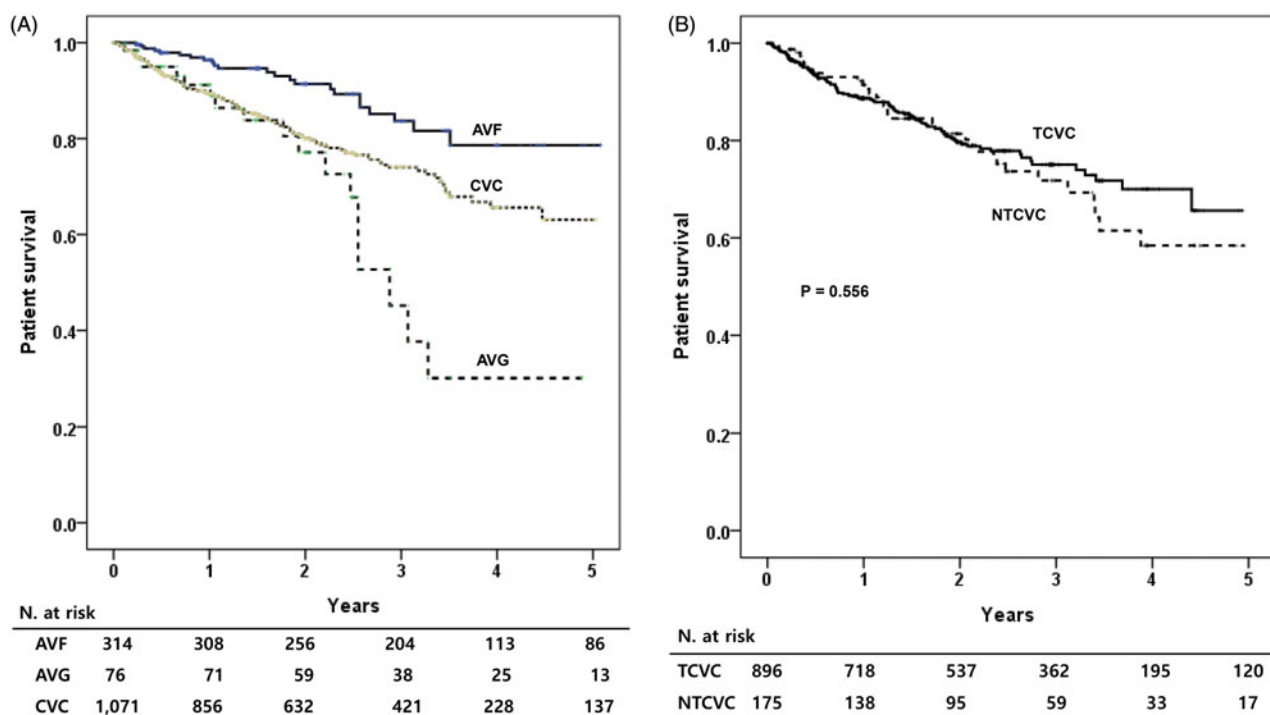 (A)
Patient survival
1.0
0.8
0.6
0.4
0.2
0.0
AVF
CVC
AVG
0 1 2 3 4 5
Years
N. at risk
AVF 314 308 256 204 113 86
AVG 76 71 59 38 25 13
CVC 1,071 856 632 421 228 137
(B)
Patient survival
1.0
0.8
0.6
0.4
0.2
0.0
TCVC
NTCVC
P = 0.556
0 1 2 3 4 5
Years
N. at risk
TCVC 896 718 537 362 195 120
NTCVC 175 138 95 59 33 17